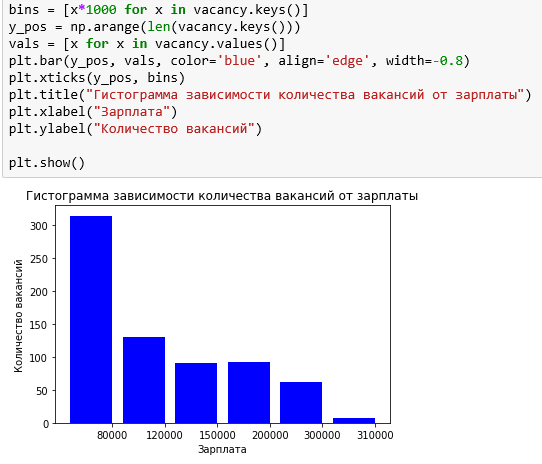 bins = [x*1000 for x in vacancy.keys()]
y_pos = np.arange(len(vacancy.keys()))
vals = [x for x in vacancy.values()]
plt.bar(y_pos, vals, color='blue', align='edge', width=-0.8)
plt.xticks(y_pos, bins)
plt.title("Гистограмма зависимости количества вакансий от зарплаты")
plt.xlabel("Зарплата")
plt.ylabel("Количество вакансий")
plt.show()
Гистограмма зависимости количества вакансий от зарплаты
Количество вакансий
300
250
200
150
100
50
0
80000 120000 150000 200000 300000 310000
Зарплата